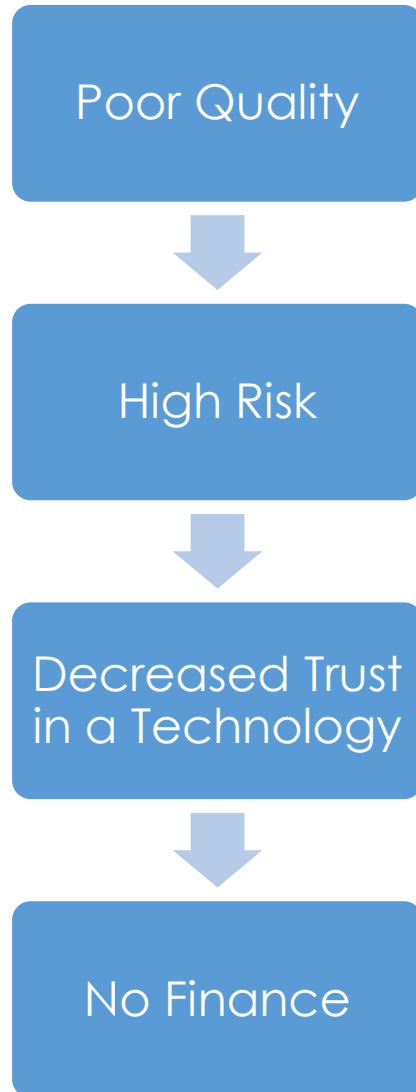 Poor Quality
High Risk
Decreased Trust
in a Technology
No Finance